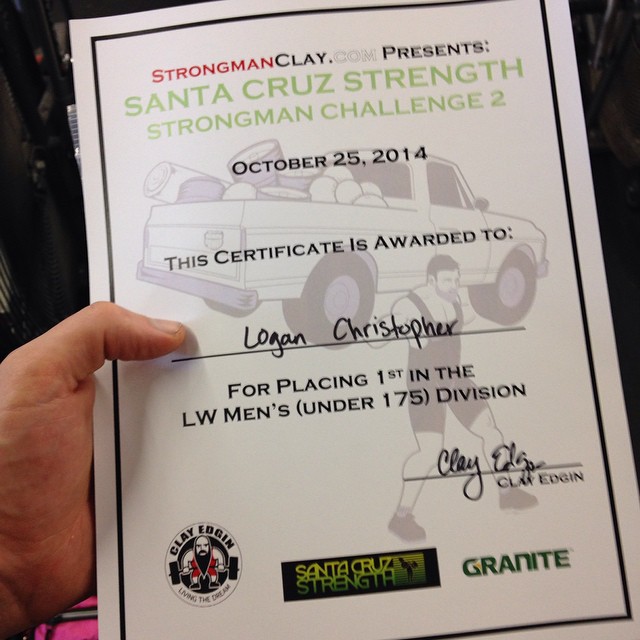 StrongmanClay.com Presents:
Santa Cruz Strength
Strongman Challenge 2
October 25, 2014
This Certificate Is Awarded to:
Logan Christopher
For Placing 1st in the
LW Men's (under 175) Division
Clay Edgin
Clay Edgin
CLAY EDGIN
LIVING THE DREAM
SANTA CRUZ
STRENGTH
GRANITE